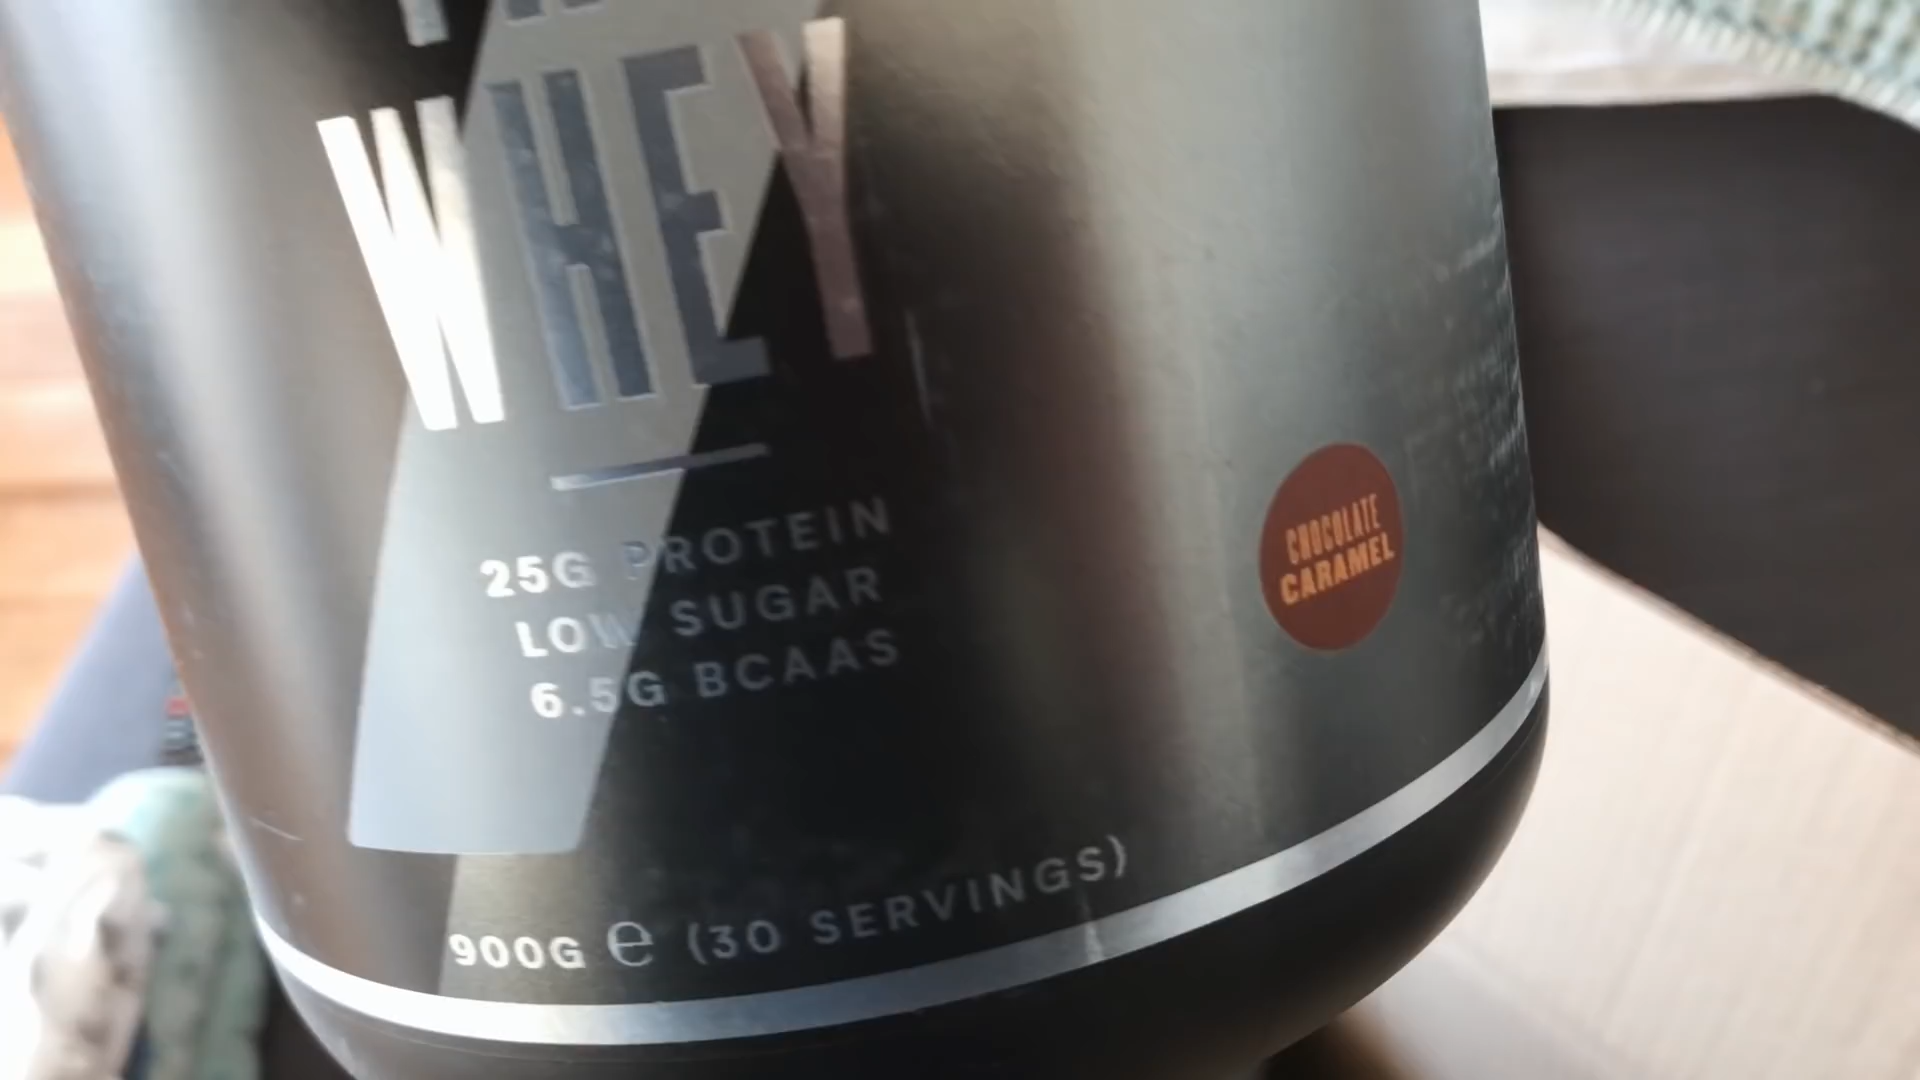 WHEY
25G PROTEIN
LOW SUGAR
6.5G BCAAS
CHOCOLATE
CARAMEL
900G ℮ (30 SERVINGS)